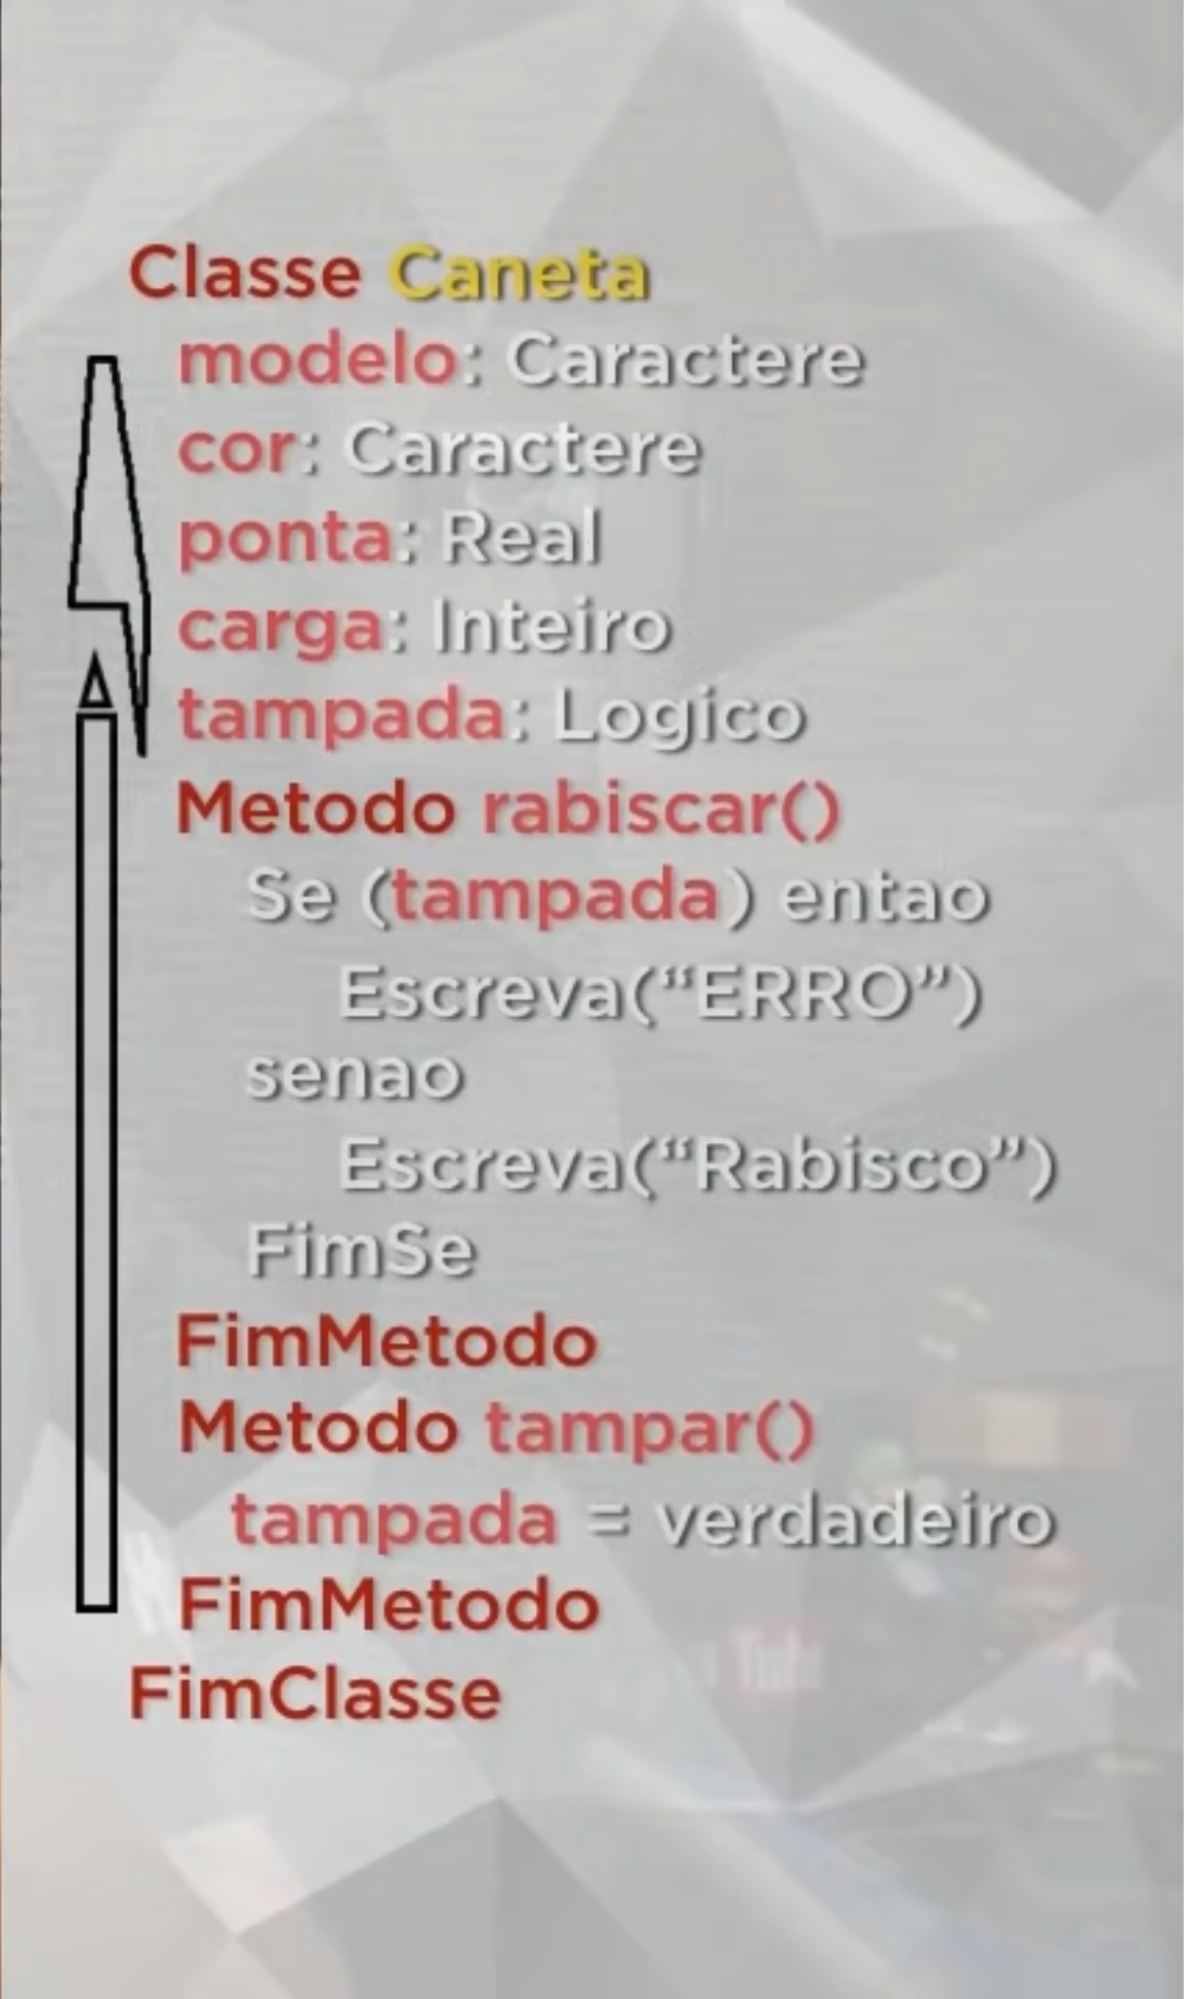 Classe Caneta
modelo: Caractere
cor: Caractere
ponta: Real
carga: Inteiro
tampada: Logico
Metodo rabiscar()
Se (tampada) entao
Escreva(“ERRO”)
senao
Escreva(“Rabisco”)
FimSe
FimMetodo
Metodo tampar()
tampada = verdadeiro
FimMetodo
FimClasse